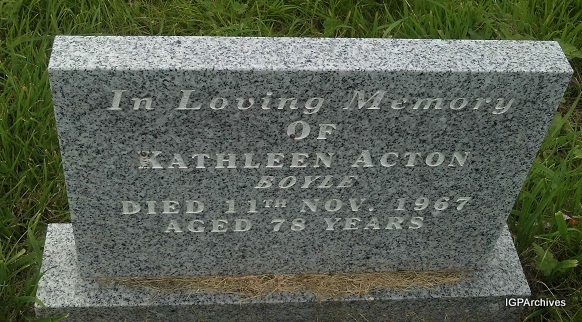 In Loving Memory
OF
KATHLEEN ACTON
BOYLE
DIED 11TH NOV. 1967
AGED 78 YEARS
IGPArchives